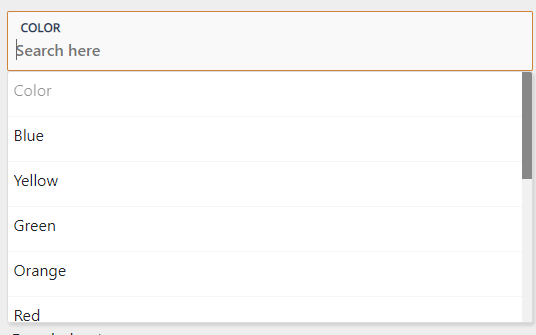 COLOR
Search here
Color
Blue
Yellow
Green
Orange
Red